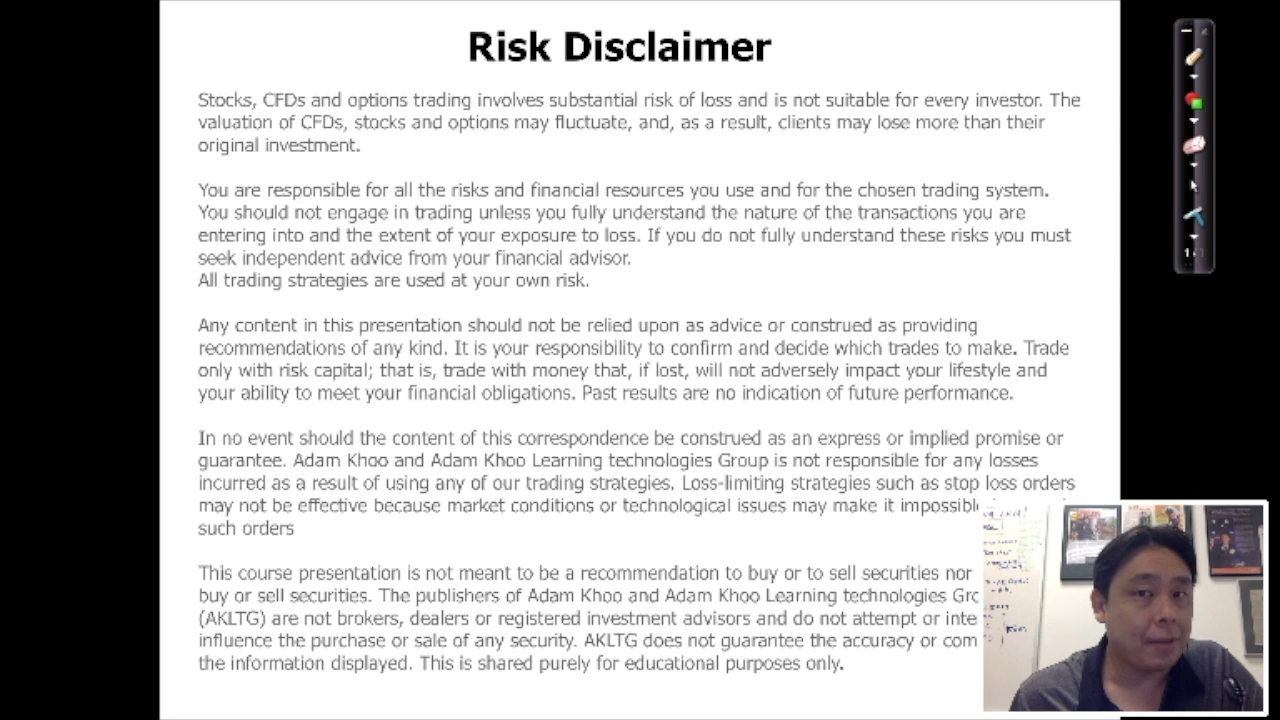 Risk Disclaimer
Stocks, CFDs and options trading involves substantial risk of loss and is not suitable for every investor. The
valuation of CFDs, stocks and options may fluctuate, and, as a result, clients may lose more than their
original investment.
You are responsible for all the risks and financial resources you use and for the chosen trading system.
You should not engage in trading unless you fully understand the nature of the transactions you are
entering into and the extent of your exposure to loss. If you do not fully understand these risks you must
seek independent advice from your financial advisor.
All trading strategies are used at your own risk.
Any content in this presentation should not be relied upon as advice or construed as providing
recommendations of any kind. It is your responsibility to confirm and decide which trades to make. Trade
only with risk capital; that is, trade with money that, if lost, will not adversely impact your lifestyle and
your ability to meet your financial obligations. Past results are no indication of future performance.
In no event should the content of this correspondence be construed as an express or implied promise or
guarantee. Adam Khoo and Adam Khoo Learning technologies Group is not responsible for any losses
incurred as a result of using any of our trading strategies. Loss-limiting strategies such as stop loss orders
may not be effective because market conditions or technological issues may make it
such orders
This course presentation is not meant to be a recommendation to buy or to sell securities nor
buy or sell securities. The publishers of Adam Khoo and Adam Khoo Learning technologies
(AKLTG) are not brokers, dealers or registered investment advisors and do not attempt or
influence the purchase or sale of any security. AKLTG does not guarantee the accuracy or
the information displayed. This is shared purely for educational purposes only.